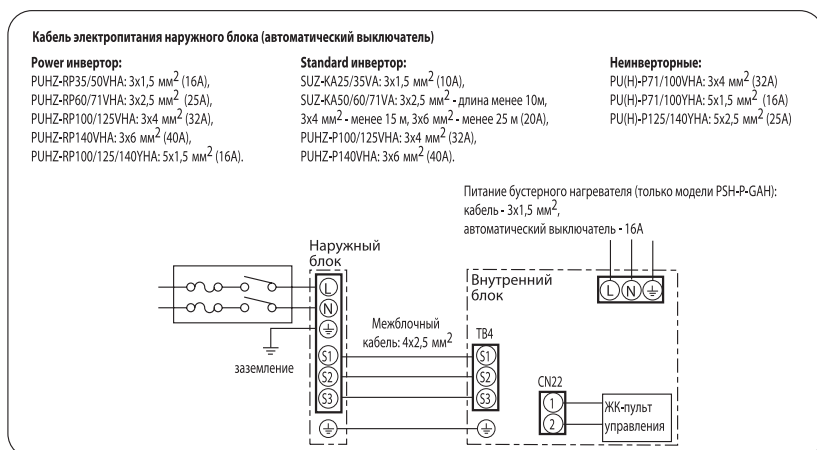 Кабель электропитания наружного блока (автоматический выключатель)
Power инвертор:
PUHZ-RP35/50VHA: 3x1,5 мм2 (16А),
PUHZ-RP60/71VHA: 3x2,5 мм2 (25А),
PUHZ-RP100/125VHA: 3x4 мм2 (32А),
PUHZ-RP140VHA: 3x6 мм2 (40А),
PUHZ-RP100/125/140YHA: 5x1,5 мм2 (16А).
Standard инвертор:
SUZ-KA25/35VA: 3x1,5 мм2 (10А),
SUZ-KA50/60/71VA: 3x2,5 мм2 - длина менее 10м,
3x4 мм2 - менее 15 м, 3x6 мм2 - менее 25 м (20А),
PUHZ-P100/125VHA: 3x4 мм2 (32А),
PUHZ-P140VHA: 3x6 мм2 (40А).
Неинверторные:
PU(H)-P71/100VHA: 3x4 мм2 (32А)
PU(H)-P71/100YHA: 5x1,5 мм2 (16А)
PU(H)-P125/140YHA: 5x2,5 мм2 (25А)
Питание бустерного нагревателя (только модели PSH-P-GAH):
кабель - 3x1,5 мм2,
автоматический выключатель - 16А
Наружный
блок
L
N
S1
S2
S3
заземление
Межблочный
кабель: 4x2,5 мм2
Внутренний
блок
L N
TB4
S1
S2
S3
CN22
1
2
ЖК-пульт
управления